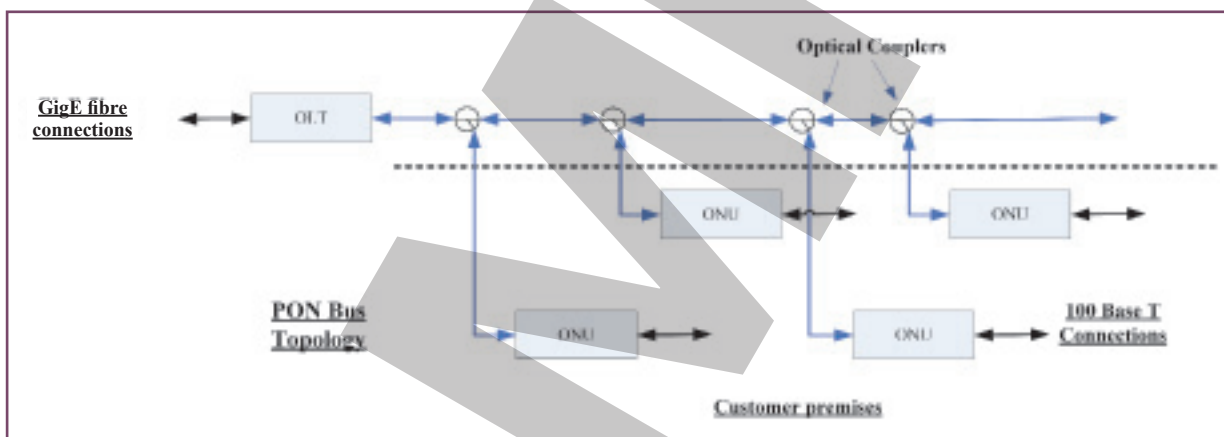 Optical Couplers
GigE fibre
connections
OLT
ONU
ONU
PON Bus
Topology
ONU
ONU
100 Base T
Connections
Customer premises